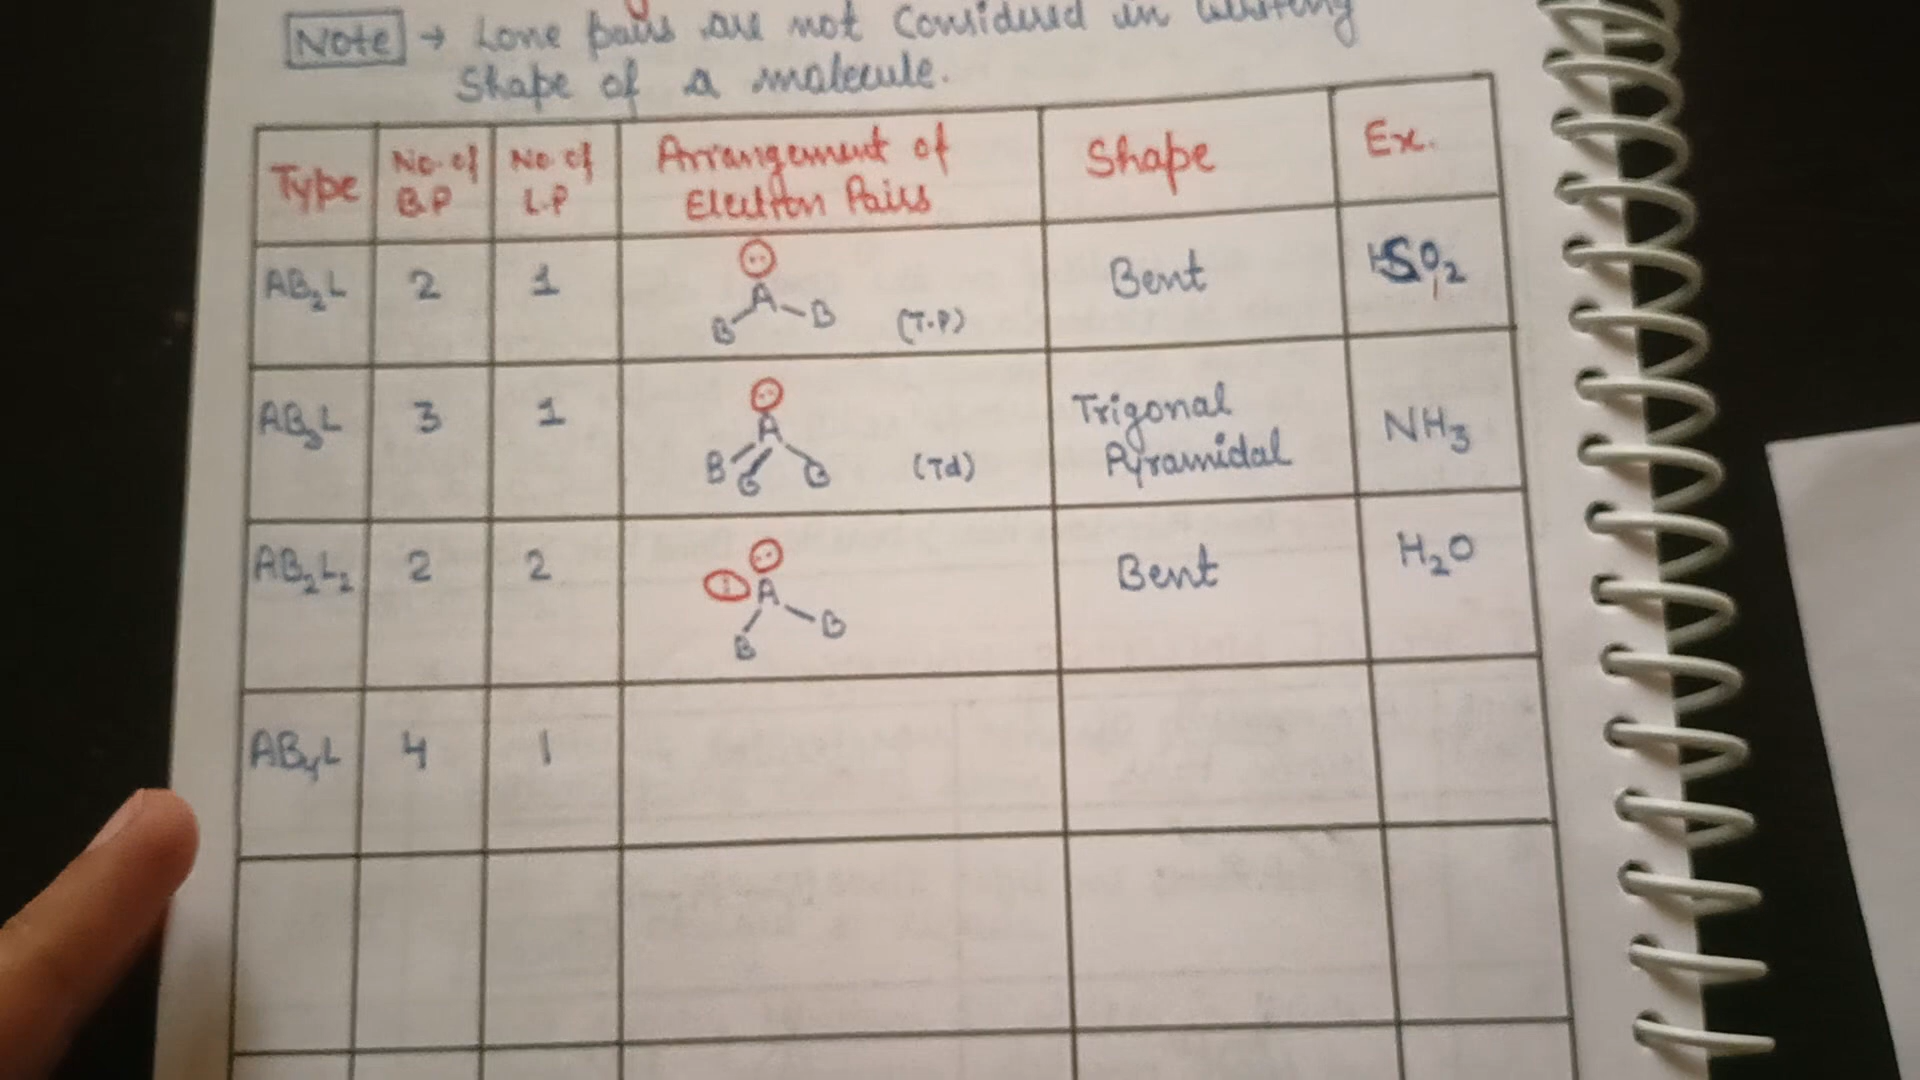 Note → Lone pairs are not Considered in writing
Shape of a molecule.
Type No. of B.P No. of L.P Arrangement of Electron Pairs Shape Ex.
AB₂L 2 1 A B B (T.P) Bent SO₂
AB₃L 3 1 A B B B (Td) Trigonal Pyramidal NH₃
AB₂L₂ 2 2 A B B Bent H₂O
AB₄L 4 1